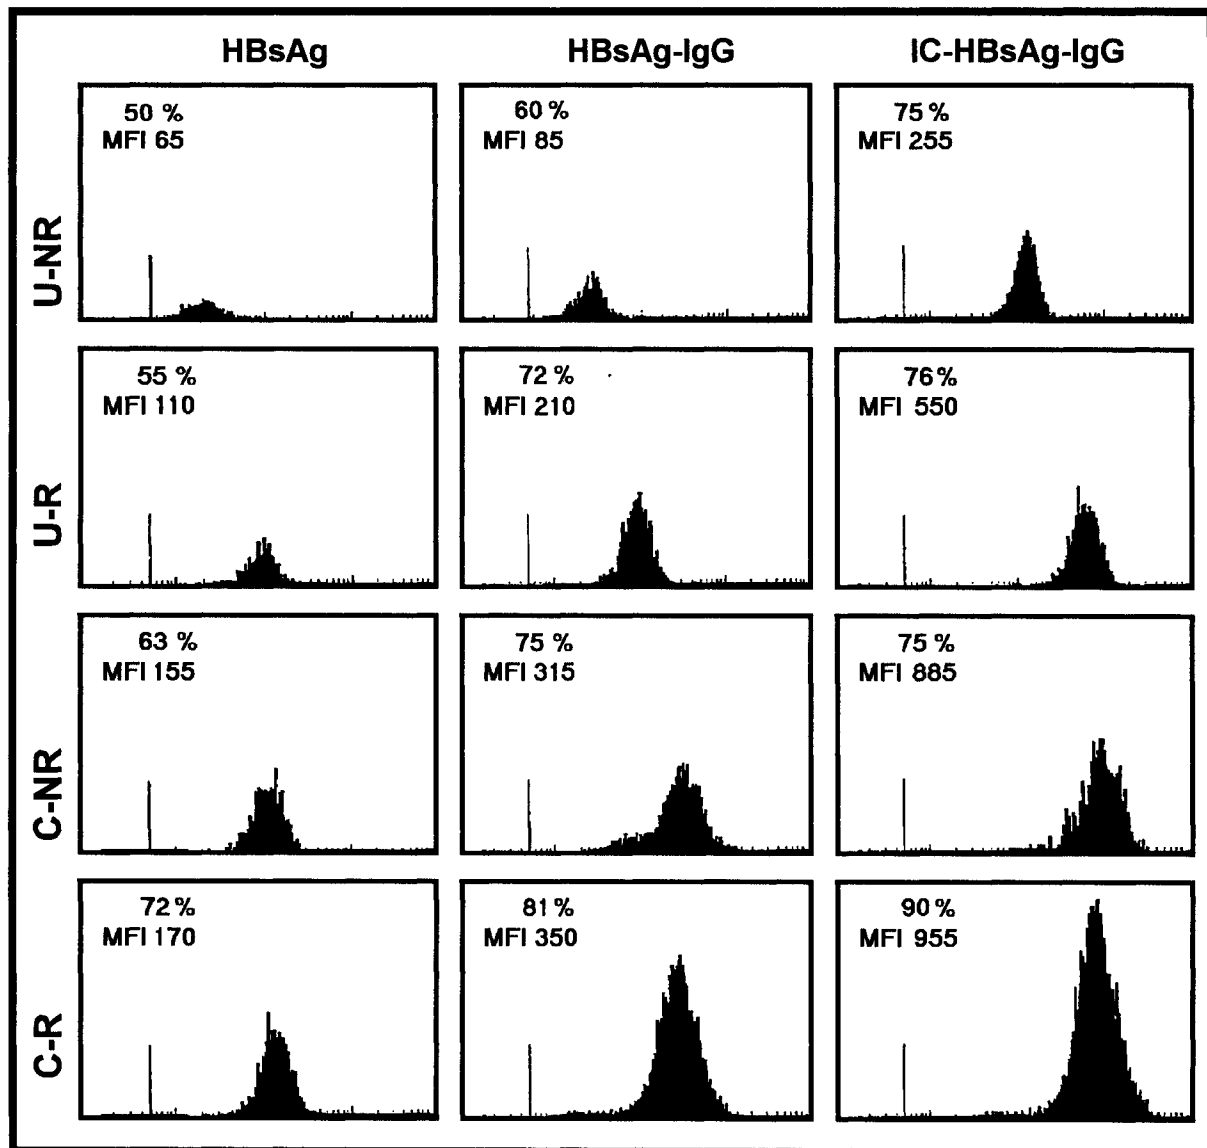 HBsAg HBsAg-IgG IC-HBsAg-IgG
U-NR
50 % 60 % 75 %
MFI 65 MFI 85 MFI 255
U-R
55 % 72 % 76 %
MFI 110 MFI 210 MFI 550
C-NR
63 % 75 % 75 %
MFI 155 MFI 315 MFI 885
C-R
72 % 81 % 90 %
MFI 170 MFI 350 MFI 955